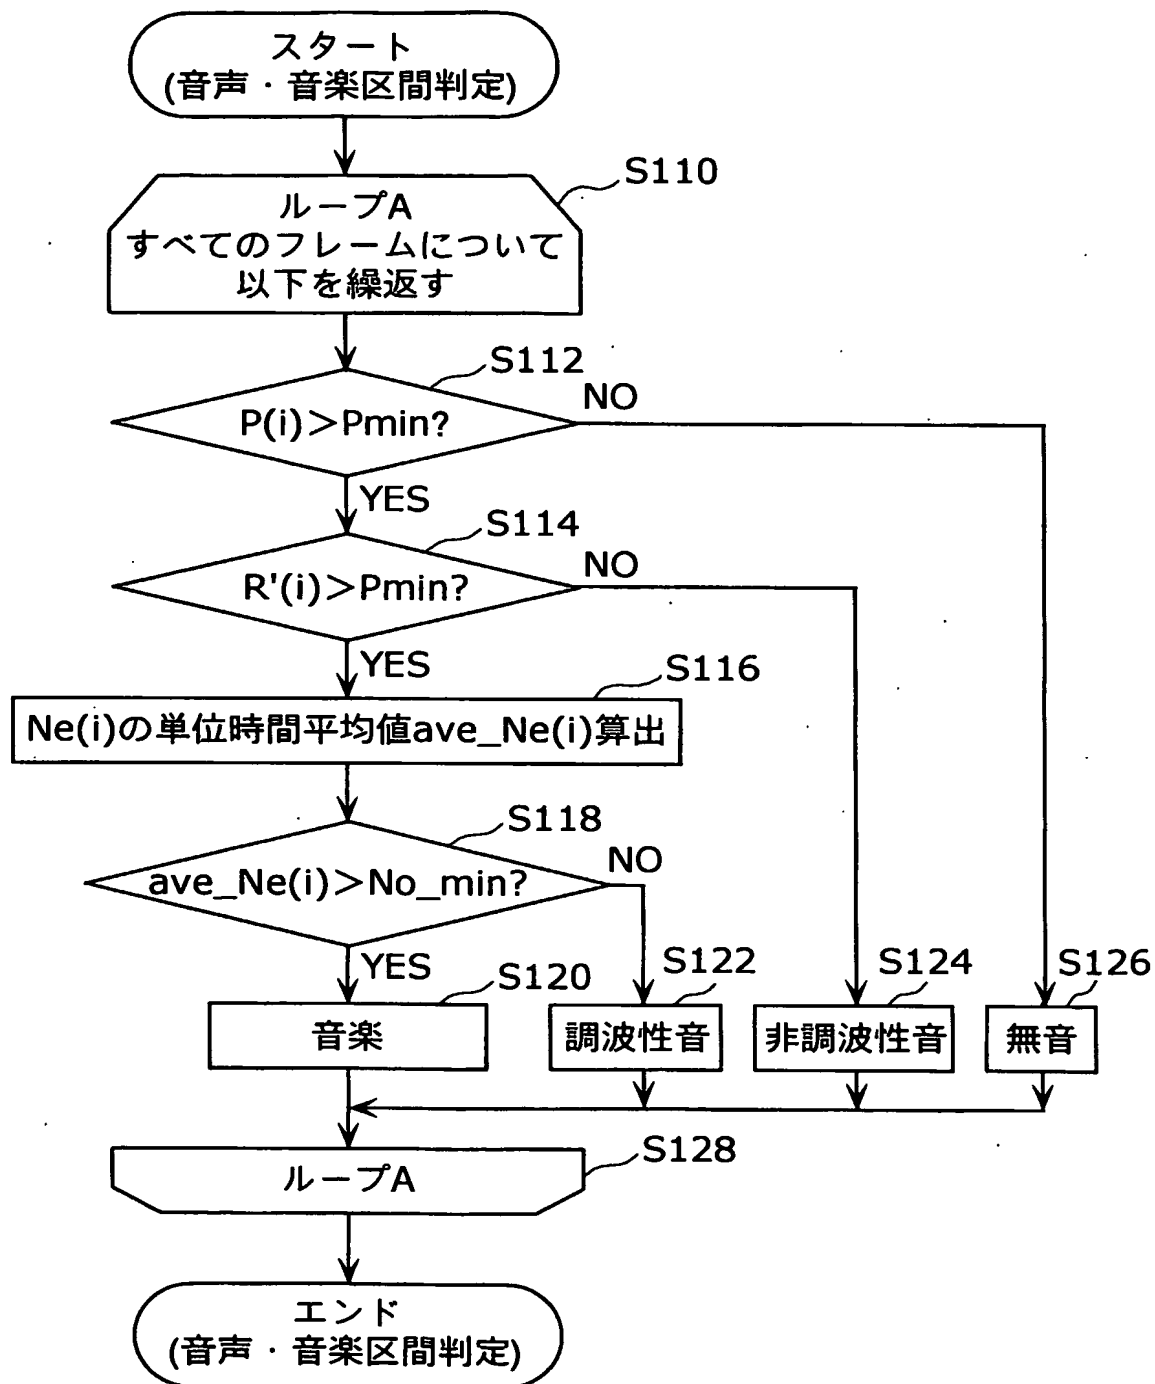 スタート
(音声・音楽区間判定)
S110
ループA
すべてのフレームについて
以下を繰返す
S112
P(i)>Pmin?
NO
YES
S114
R'(i)>Pmin?
NO
YES
S116
Ne(i)の単位時間平均値ave_Ne(i)算出
S118
ave_Ne(i)>No_min?
NO
YES
S120
音楽
S122
調波性音
S124
非調波性音
S126
無音
S128
ループA
エンド
(音声・音楽区間判定)